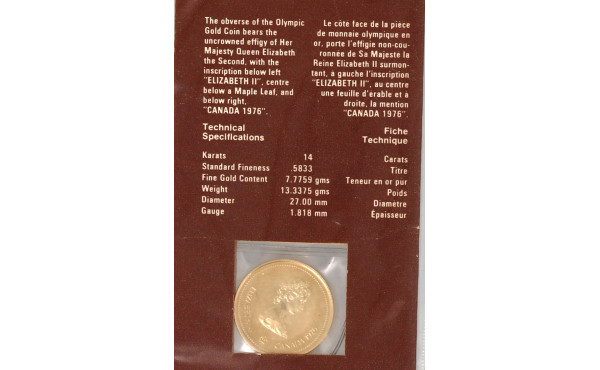 The obverse of the Olympic
Gold Coin bears the
uncrowned effigy of Her
Majesty Queen Elizabeth
the Second, with the
inscription below left
"ELIZABETH II", centre
below a Maple Leaf, and
below right,
"CANADA 1976".
Le côte face de la pièce
de monnaie olympique en
or, porte l'effigie non-cou-
ronnée de Sa Majesté la
Reine Elizabeth II surmon-
tant, à gauche l'inscription
"ELIZABETH II", au centre
une feuille d'érable et à
droite, la mention
"CANADA 1976".
Technical
Specifications
Fiche
Technique
Karats 14 Carats
Standard Fineness .5833 Titre
Fine Gold Content 7.7759 gms Teneur en or pur
Weight 13.3375 gms Poids
Diameter 27.00 mm Diametre
Gauge 1.818 mm Épaisseur